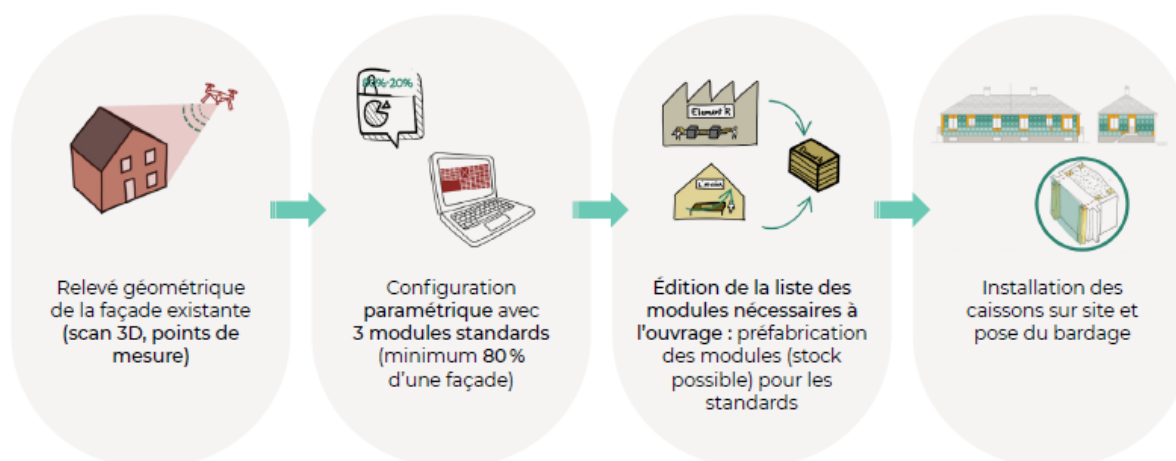 Relevé géométrique
de la façade existante
(scan 3D, points de
mesure)
80%-20%
Configuration
paramétrique avec
3 modules standards
(minimum 80 %
d'une façade)
Element R
Édition de la liste des
modules nécessaires à
l'ouvrage : préfabrication
des modules (stock
possible) pour les
standards
Installation des
caissons sur site et
pose du bardage